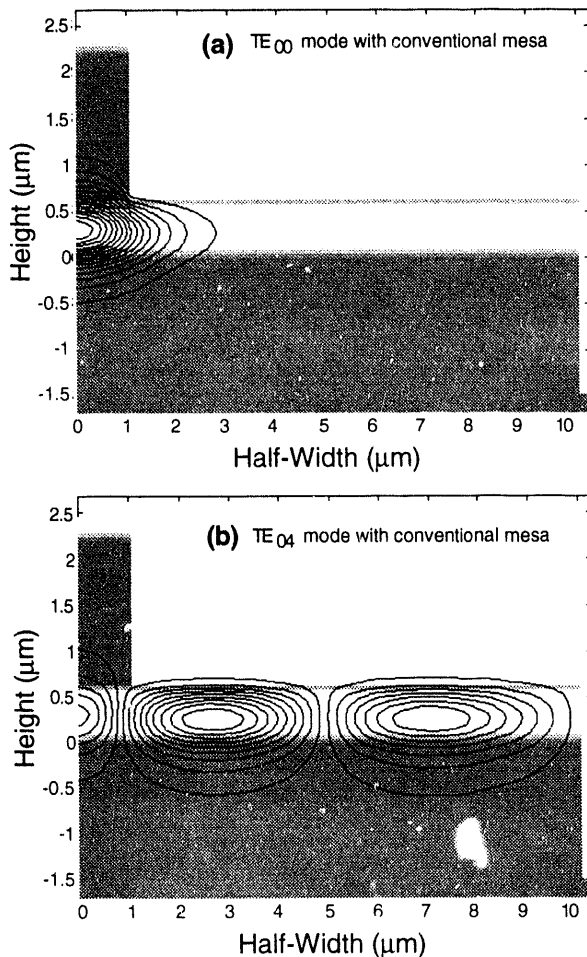 (a) TE00 mode with conventional mesa
2.5
2
1.5
1
0.5
0
-0.5
-1
-1.5
Height (μm)
0 1 2 3 4 5 6 7 8 9 10
Half-Width (μm)
(b) TE04 mode with conventional mesa
2.5
2
1.5
1
0.5
0
-0.5
-1
-1.5
Height (μm)
0 1 2 3 4 5 6 7 8 9 10
Half-Width (μm)